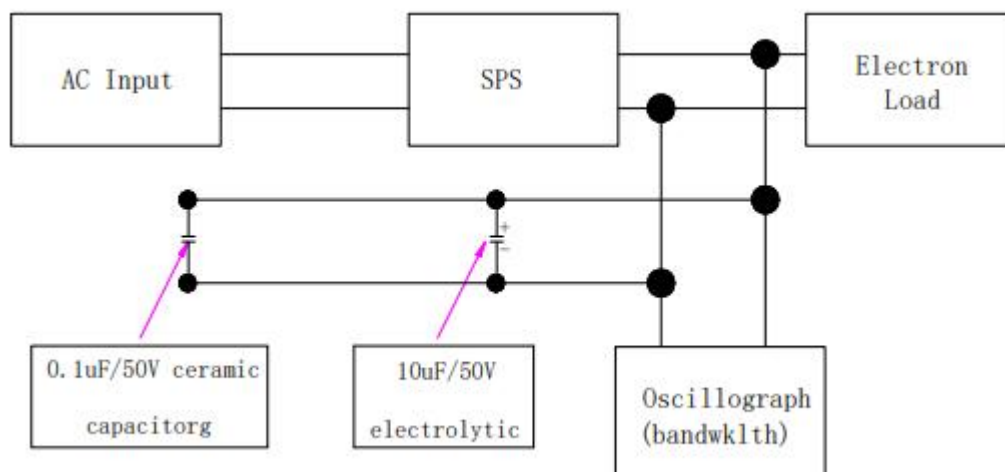 AC Input
SPS
Electron
Load
+
-
0.1uF/50V ceramic
capacitorg
10uF/50V
electrolytic
Oscillograph
(bandwklth)